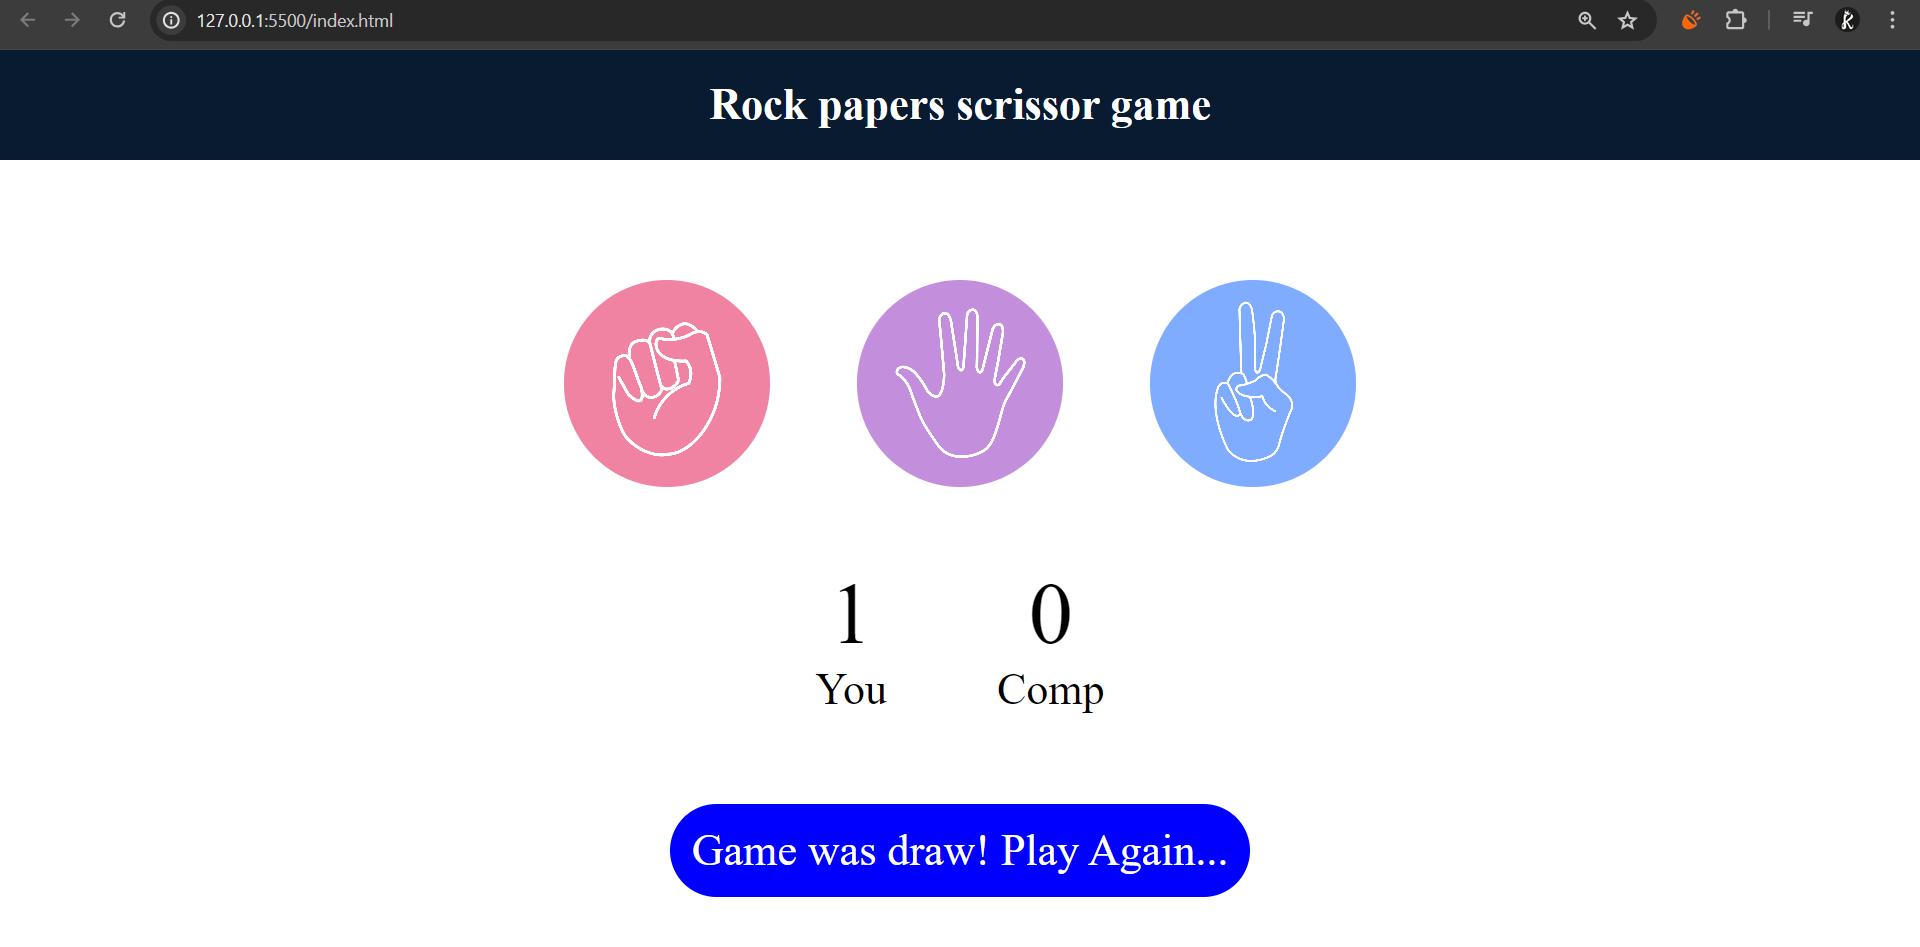 127.0.0.1:5500/index.html
Rock papers scrissor game
1 0
You Comp
Game was draw! Play Again...